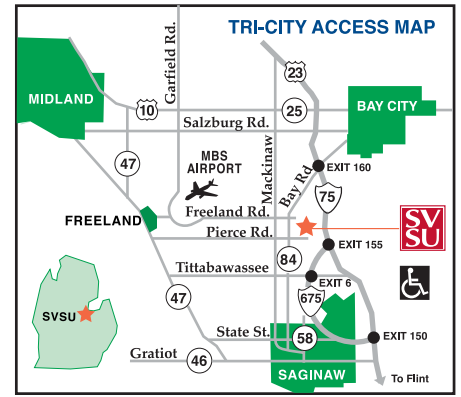 TRI-CITY ACCESS MAP
Garfield Rd.
23
MIDLAND
10
25
BAY CITY
Salzburg Rd.
Mackinaw
47
MBS
AIRPORT
Bay Rd
EXIT 160
75
FREELAND
Freeland Rd.
SV
SU
Pierce Rd.
EXIT 155
84
Tittabawassee
EXIT 6
47
675
SVSU
State St.
58
EXIT 150
Gratiot
46
SAGINAW
To Flint